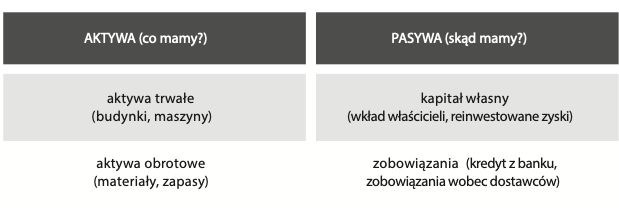 AKTYWA (co mamy?)
PASYWA (skąd mamy?)
aktywa trwałe
(budynki, maszyny)
kapitał własny
(wkład właścicieli, reinwestowane zyski)
aktywa obrotowe
(materiały, zapasy)
zobowiązania (kredyt z banku,
zobowiązania wobec dostawców)